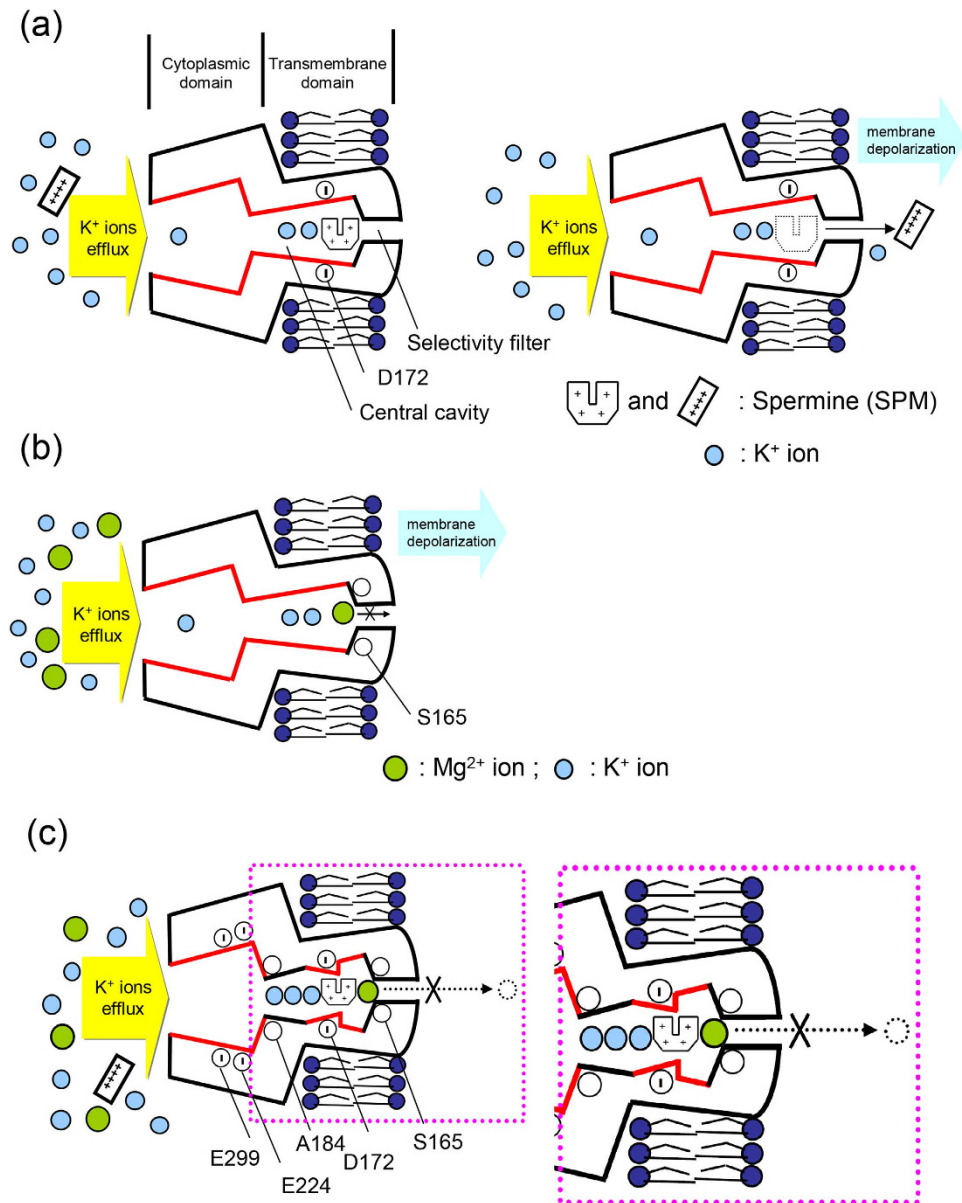 (a)
Cytoplasmic
domain
Transmembrane
domain
K⁺ ions
efflux
++++
+ +
+ +
I
I
Selectivity filter
D172
Central cavity
membrane
depolarization
K⁺ ions
efflux
I
I
++++
+ +
+ +
and
++++
: Spermine (SPM)
: K⁺ ion
(b)
membrane
depolarization
K⁺ ions
efflux
S165
: Mg²⁺ ion ;
: K⁺ ion
(c)
K⁺ ions
efflux
++++
I I
I
+ +
+ +
I
I I
E299
E224
A184
D172
S165
I
+ +
+ +
I